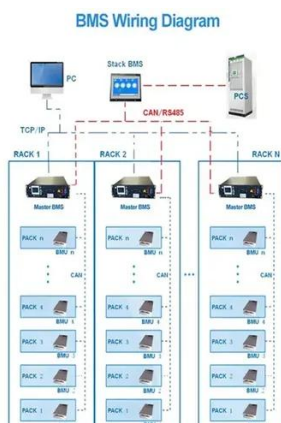 BMS Wiring Diagram
PC
Stack BMS
PCS
CAN/RS485
TCP/IP
RACK 1
RACK 2
RACK N
Master BMS
Master BMS
Master BMS
PACK n
PACK n
PACK n
BMU n
BMU n
BMU n
CAN
CAN
CAN
PACK 4
PACK 4
PACK 4
BMU 4
BMU 4
BMU 4
PACK 3
PACK 3
PACK 3
BMU 3
BMU 3
BMU 3
PACK 2
PACK 2
PACK 2
BMU 2
BMU 2
BMU 2
PACK 1
PACK 1
PACK 1